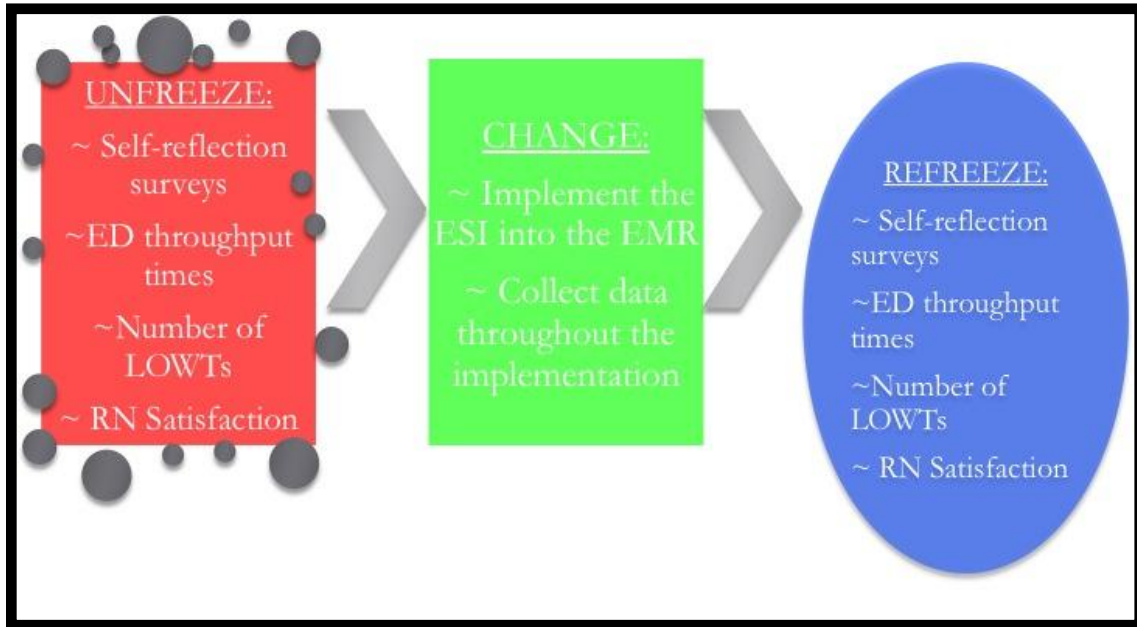 UNFREEZE:
~ Self-reflection
surveys
~ED throughput
times
~Number of
LOWTs
~ RN Satisfaction
CHANGE:
~ Implement the
ESI into the EMR
~ Collect data
throughout the
implementation
REFREEZE:
~ Self-reflection
surveys
~ED throughput
times
~Number of
LOWTs
~ RN Satisfaction